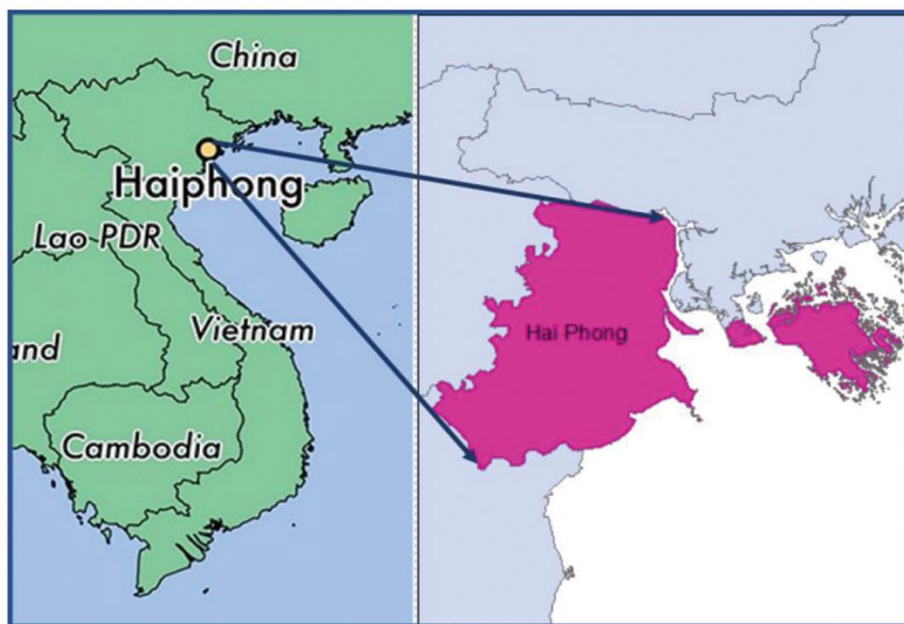 China
Haiphong
Lao PDR
Vietnam
and
Cambodia
Hai Phong